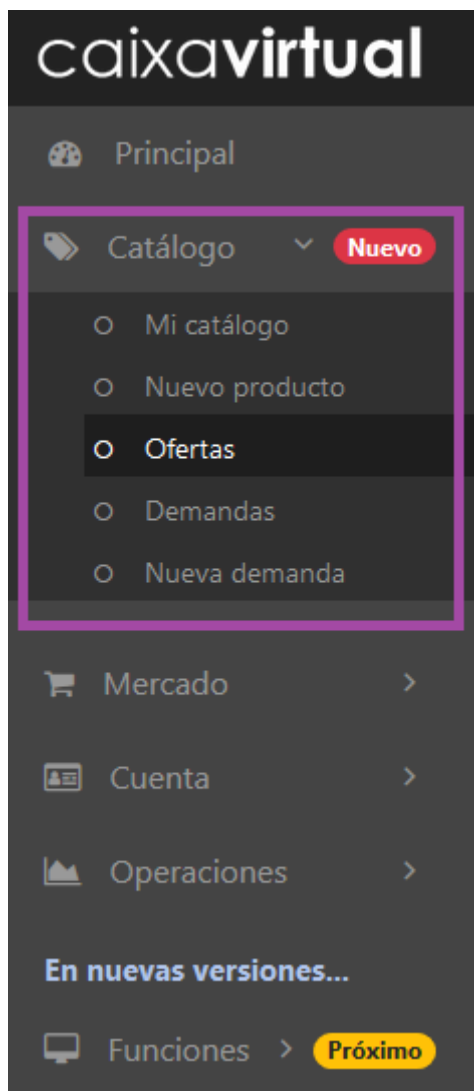 caixavirtual
Principal
Catálogo Nuevo
Mi catálogo
Nuevo producto
Ofertas
Demandas
Nueva demanda
Mercado
Cuenta
Operaciones
En nuevas versiones...
Funciones Próximo